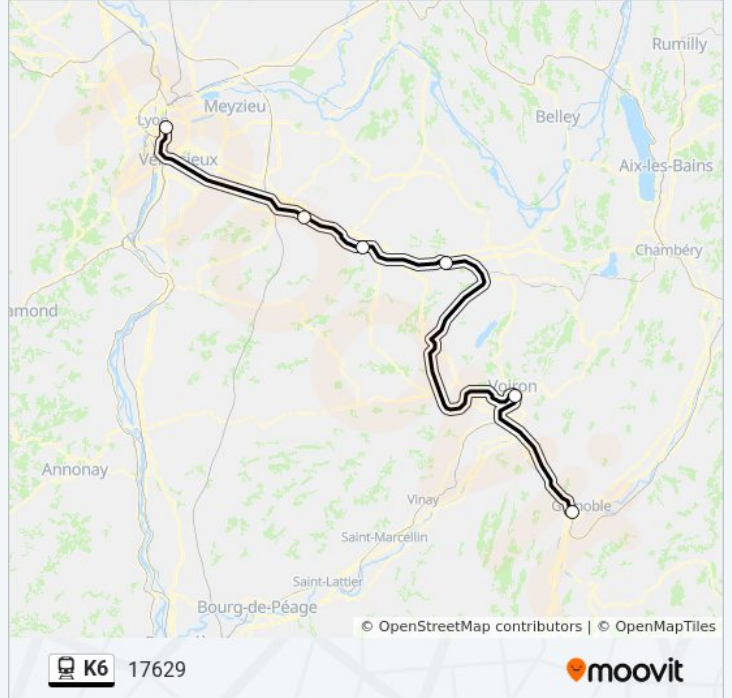 Rumilly
Meyzieu
Lyon
Belley
Vénissieux
Aix-les-Bains
Chambéry
amond
Voiron
Annonay
Vinay
Grenoble
Saint-Marcellin
Saint-Lattier
Bourg-de-Péage
© OpenStreetMap contributors | © OpenMapTiles
K6 17629 moovit